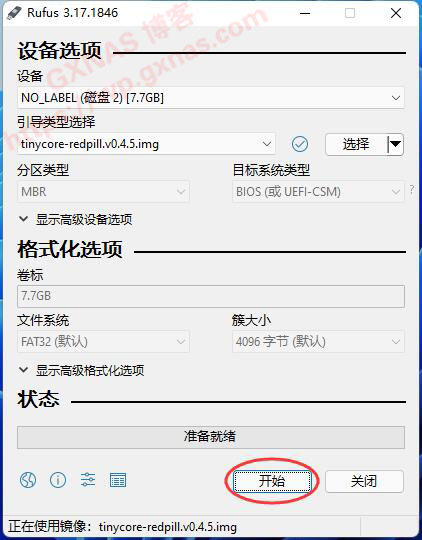 Rufus 3.17.1846
设备选项
设备
NO_LABEL (磁盘 2) [7.7GB]
引导类型选择
tinycore-redpill.v0.4.5.img
选择
分区类型
目标系统类型
MBR
BIOS (或 UEFI-CSM)
?
显示高级设备选项
格式化选项
卷标
7.7GB
文件系统
簇大小
FAT32 (默认)
4096 字节 (默认)
显示高级格式化选项
状态
准备就绪
开始
关闭
正在使用镜像: tinycore-redpill.v0.4.5.img
GXNAS 博客